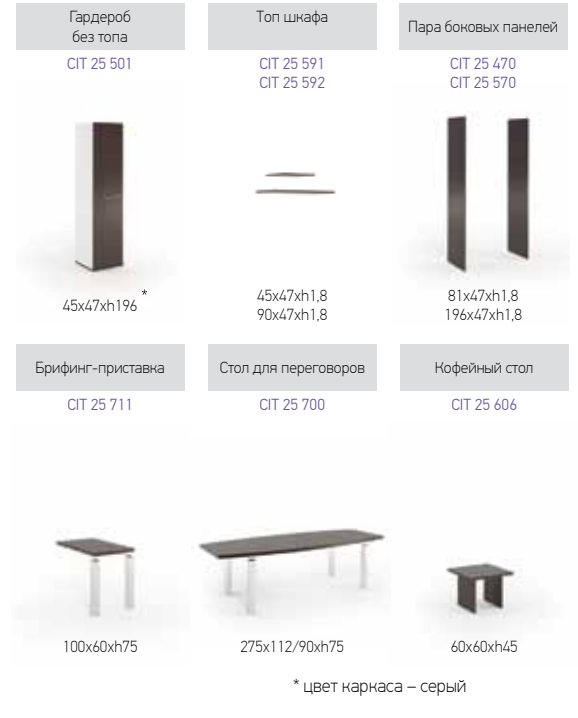 Гардероб
без топа
CIT 25 501
45x47xh196 *
Топ шкафа
CIT 25 591
CIT 25 592
45x47xh1,8
90x47xh1,8
Пара боковых панелей
CIT 25 470
CIT 25 570
81x47xh1,8
196x47xh1,8
Брифинг-приставка
CIT 25 711
100x60xh75
Стол для переговоров
CIT 25 700
275x112/90xh75
Кофейный стол
CIT 25 606
60x60xh45
* цвет каркаса – серый